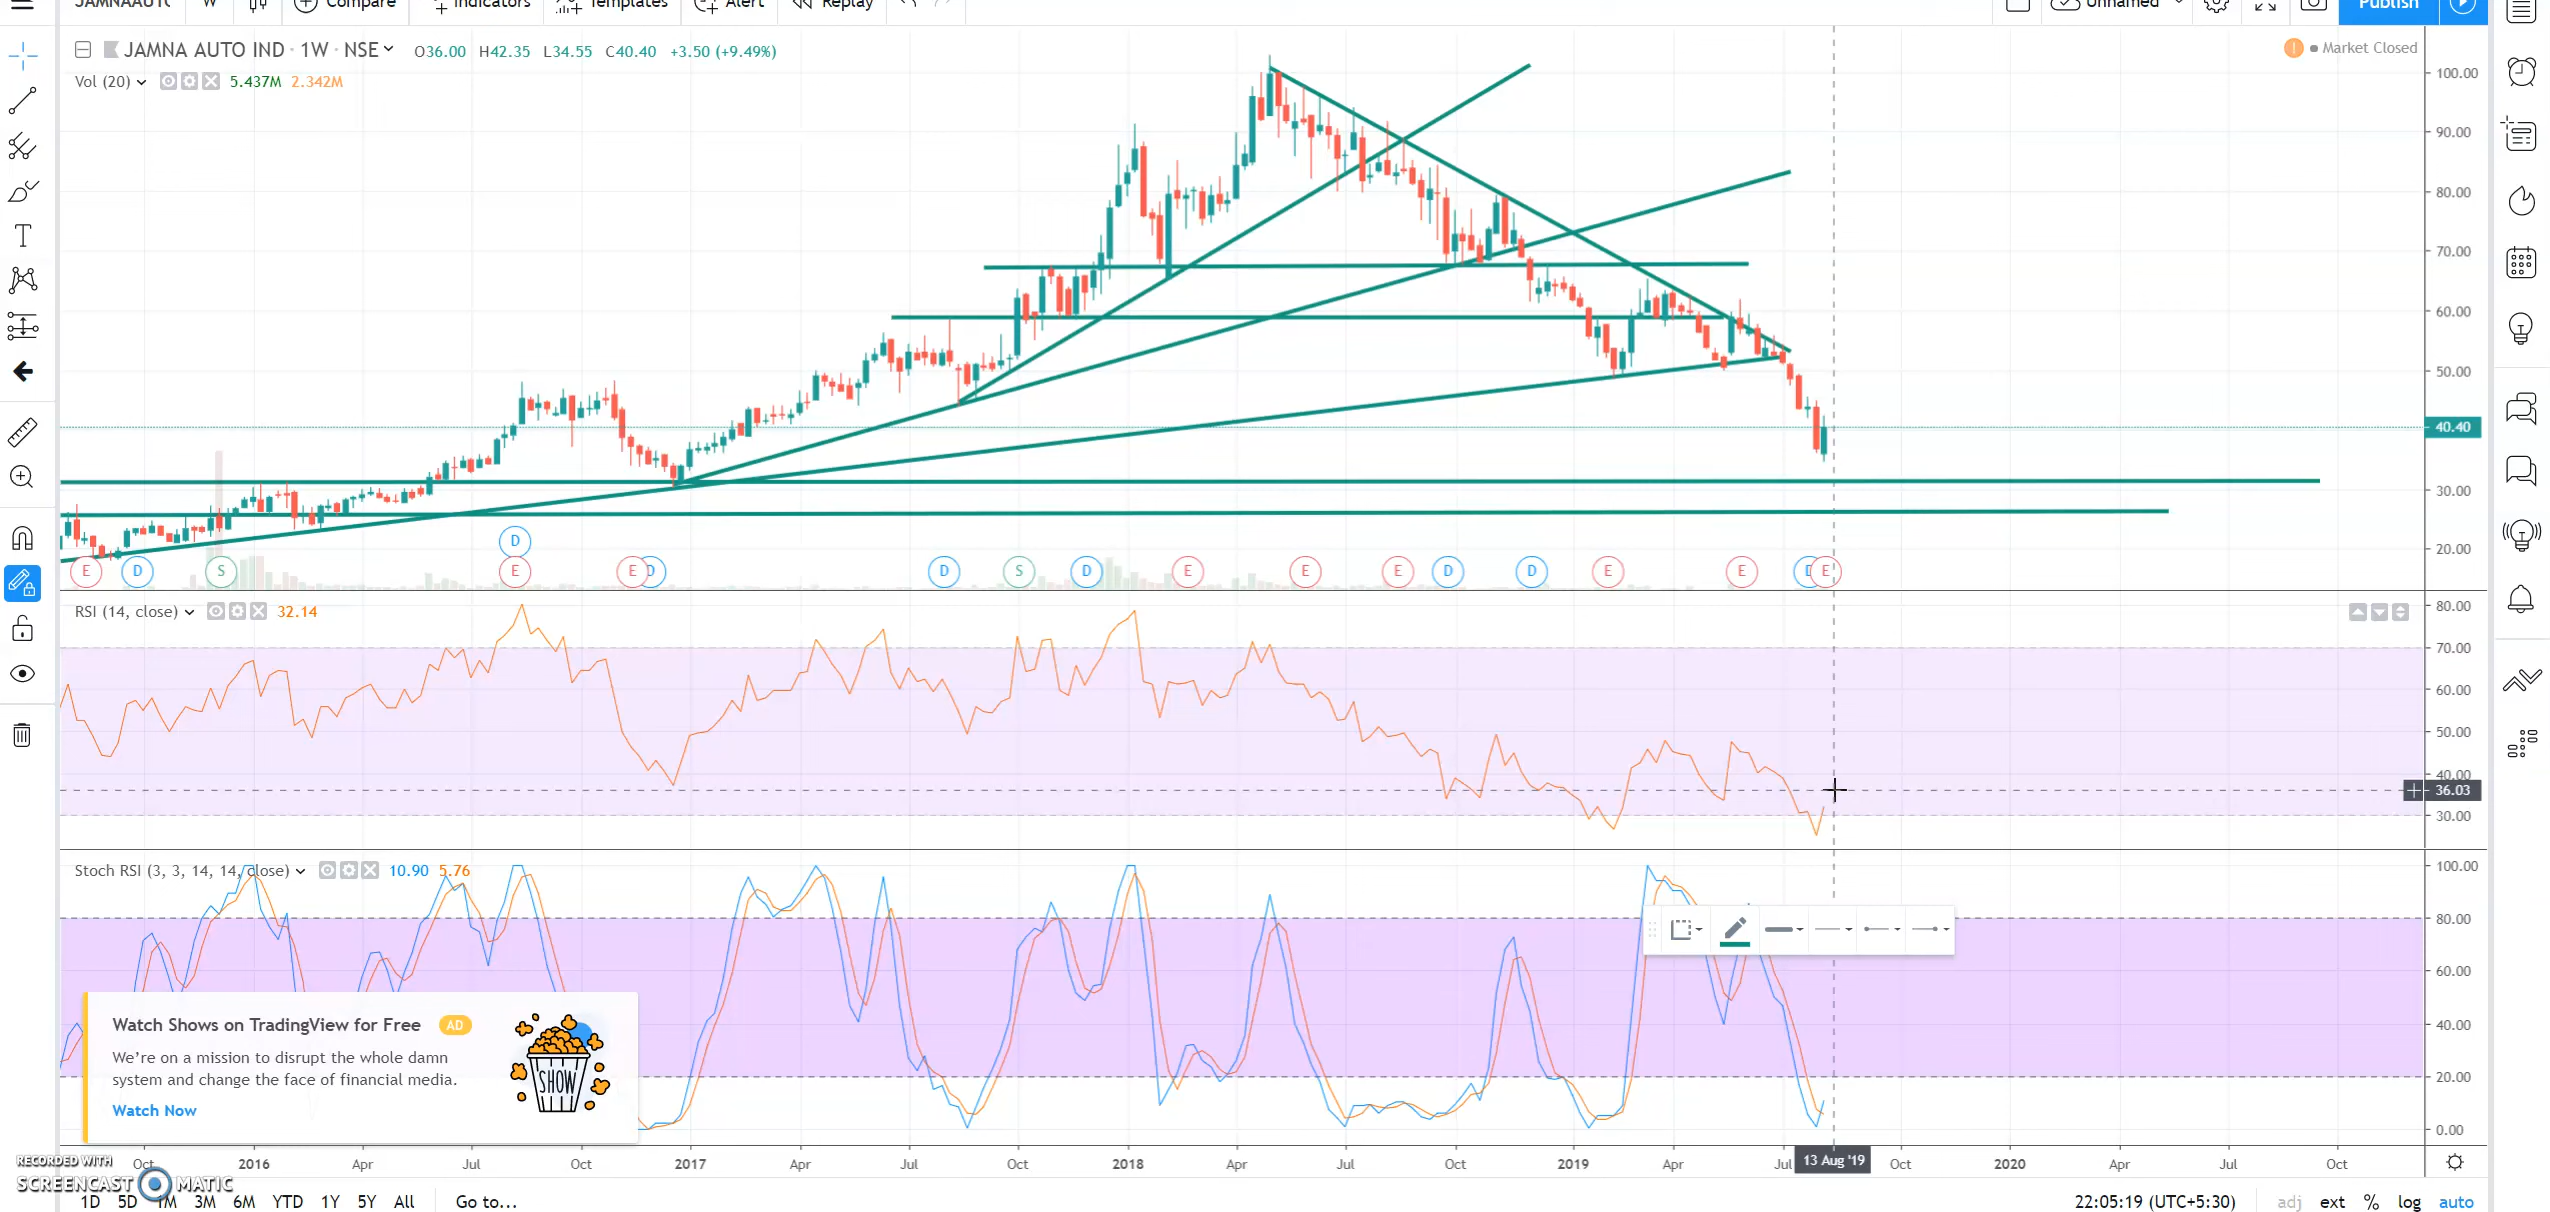 JAMNAAUTO W Compare Indicators Templates Alert Replay Unnamed Publish
JAMNA AUTO IND · 1W · NSE O36.00 H42.35 L34.55 C40.40 +3.50 (+9.49%)
Market Closed
Vol (20) 5.437M 2.342M
100.00
90.00
80.00
70.00
60.00
50.00
40.40
30.00
20.00
D
E D S E E D D S D E E E D D E E D E
RSI (14, close) 32.14
80.00
70.00
60.00
50.00
40.00
36.03
30.00
Stoch RSI (3, 3, 14, 14, close) 10.90 5.76
100.00
80.00
60.00
40.00
20.00
0.00
Watch Shows on TradingView for Free AD
We're on a mission to disrupt the whole damn
system and change the face of financial media.
Watch Now
SHOW
Oct 2016 Apr Jul Oct 2017 Apr Jul Oct 2018 Apr Jul Oct 2019 Apr Jul 13 Aug '19 Oct 2020 Apr Jul Oct
RECORDED WITH
SCREENCAST MATIC
1D 5D 1M 3M 6M YTD 1Y 5Y All Go to... 22:05:19 (UTC+5:30) adj ext % log auto